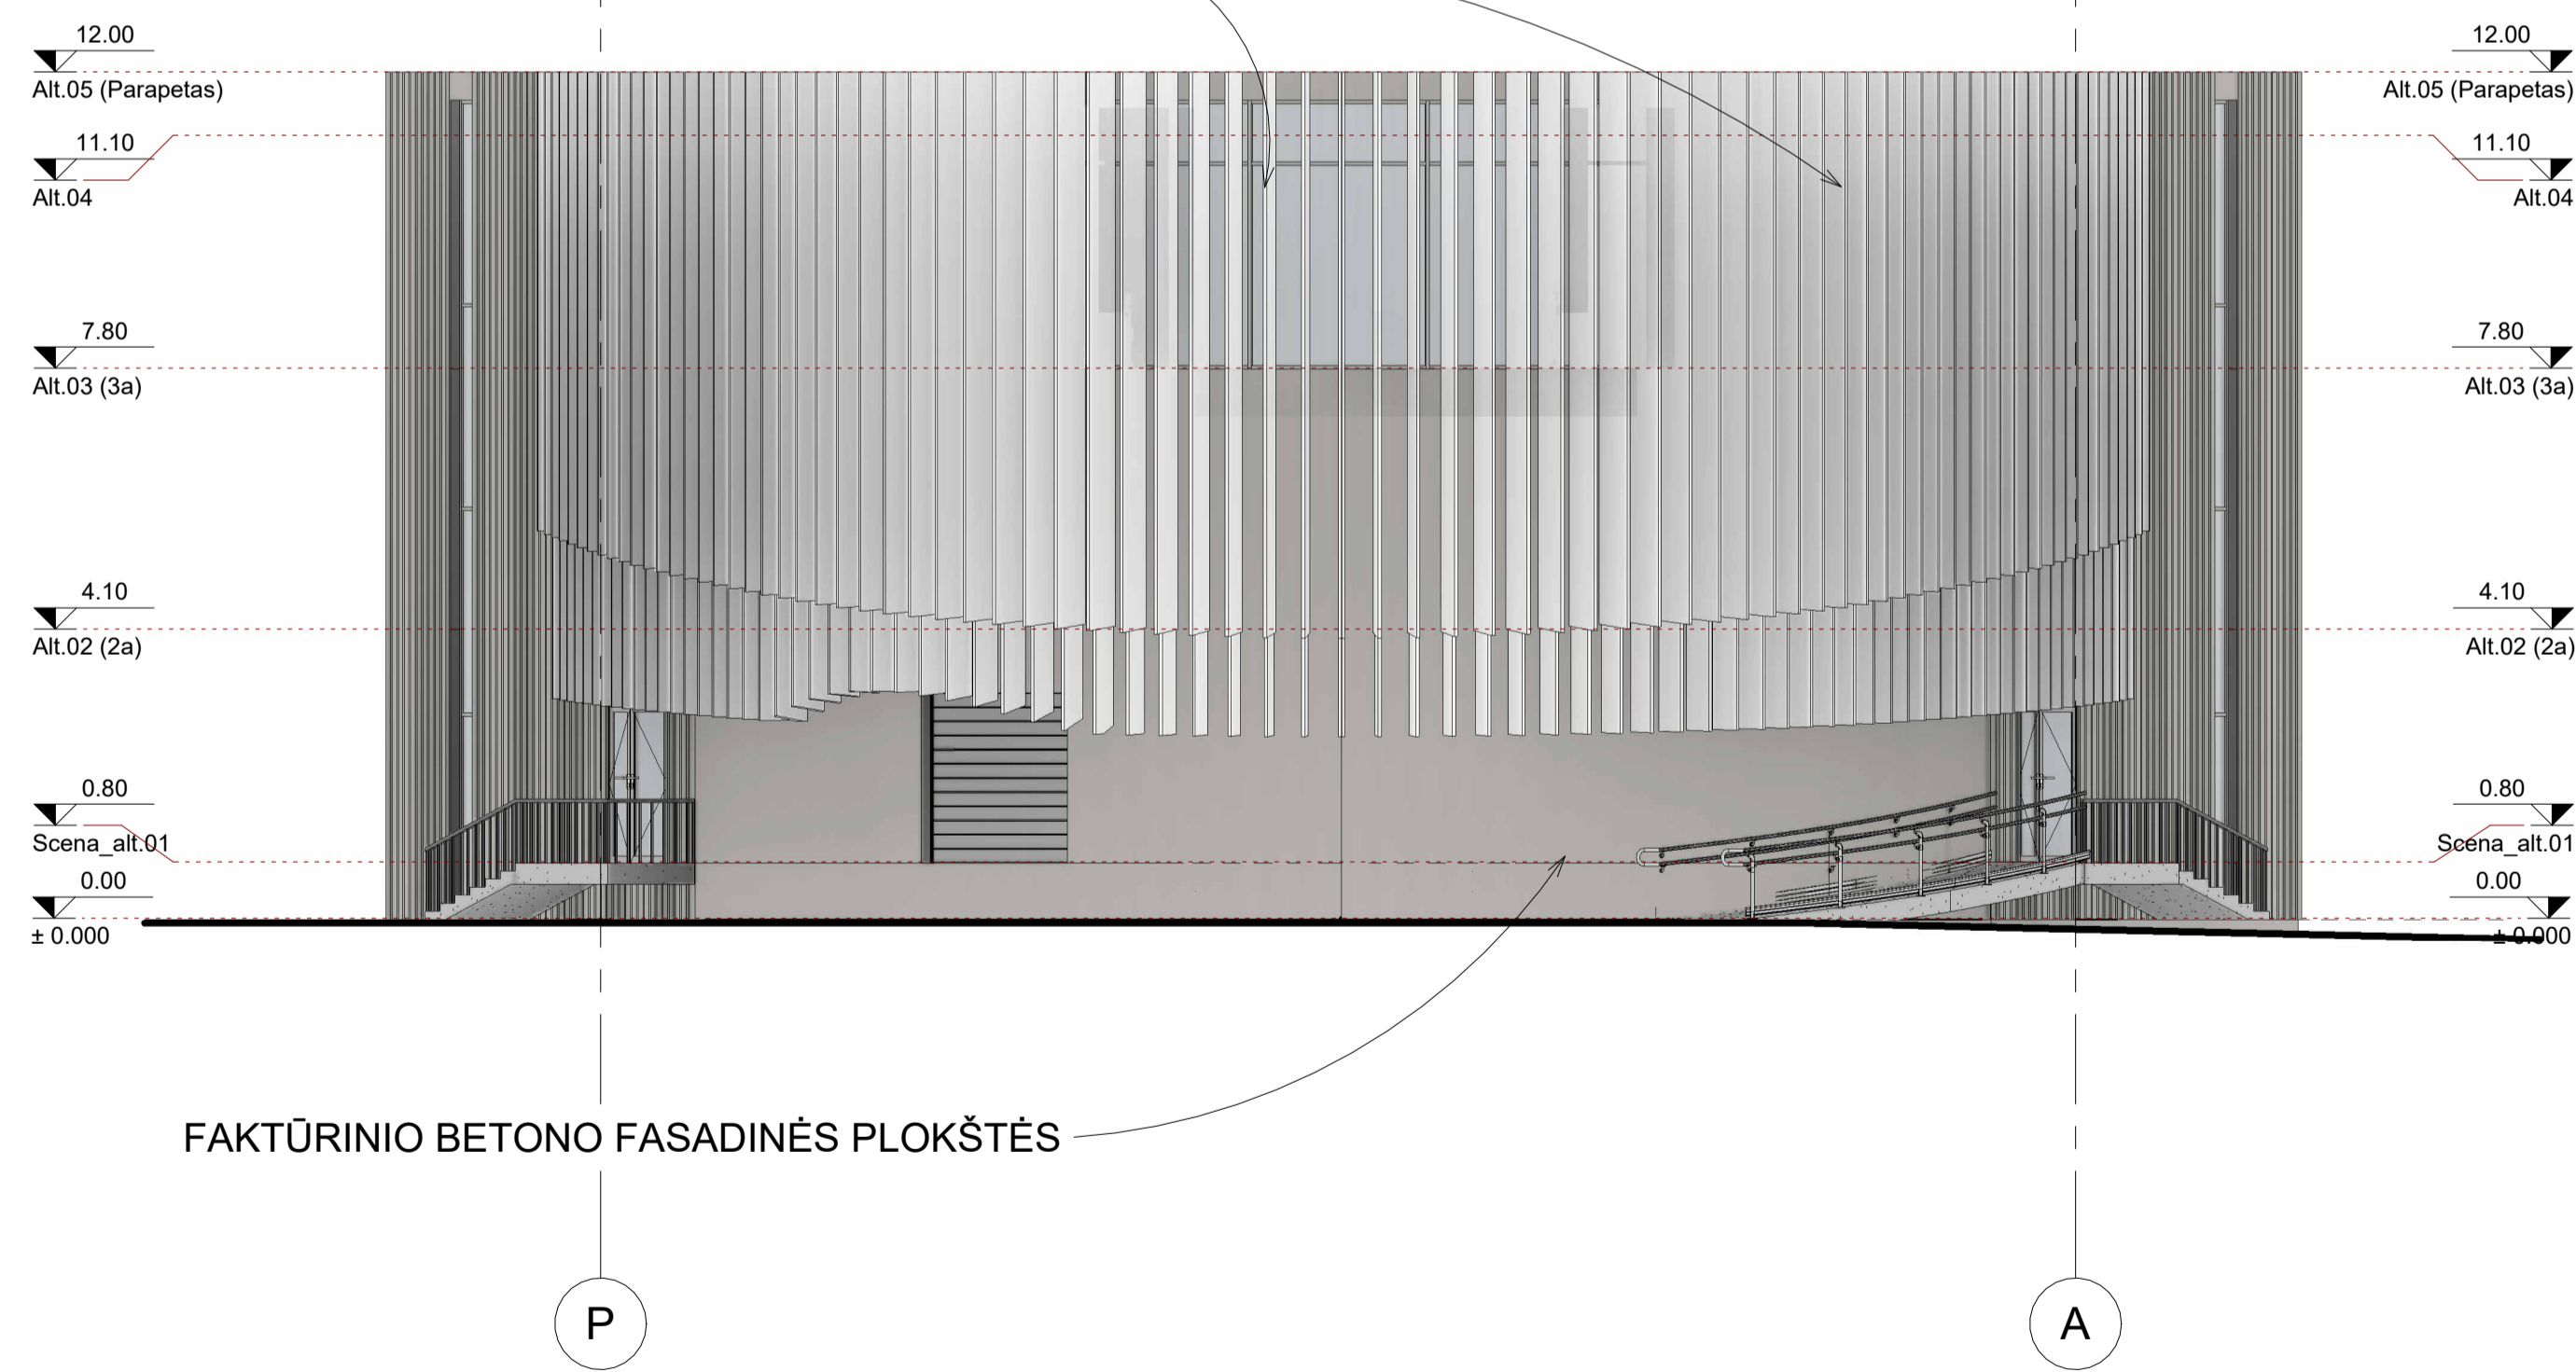 12.00
12.00
Alt.05 (Parapetas)
Alt.05 (Parapetas)
11.10
11.10
Alt.04
Alt.04
7.80
7.80
Alt.03 (3a)
Alt.03 (3a)
4.10
4.10
Alt.02 (2a)
Alt.02 (2a)
0.80
0.80
Scena_alt.01
Scena_alt.01
0.00
0.00
± 0.000
± 0.000
FAKTŪRINIO BETONO FASADINĖS PLOKŠTĖS
P
A